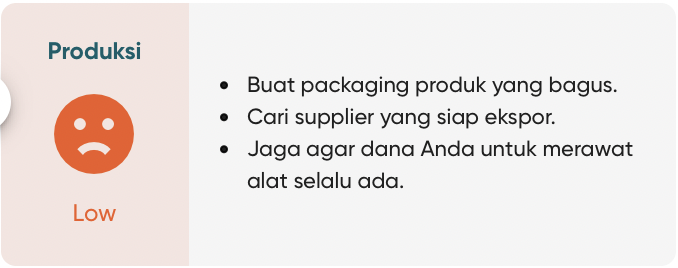 Produksi
Low
• Buat packaging produk yang bagus.
• Cari supplier yang siap ekspor.
• Jaga agar dana Anda untuk merawat
alat selalu ada.